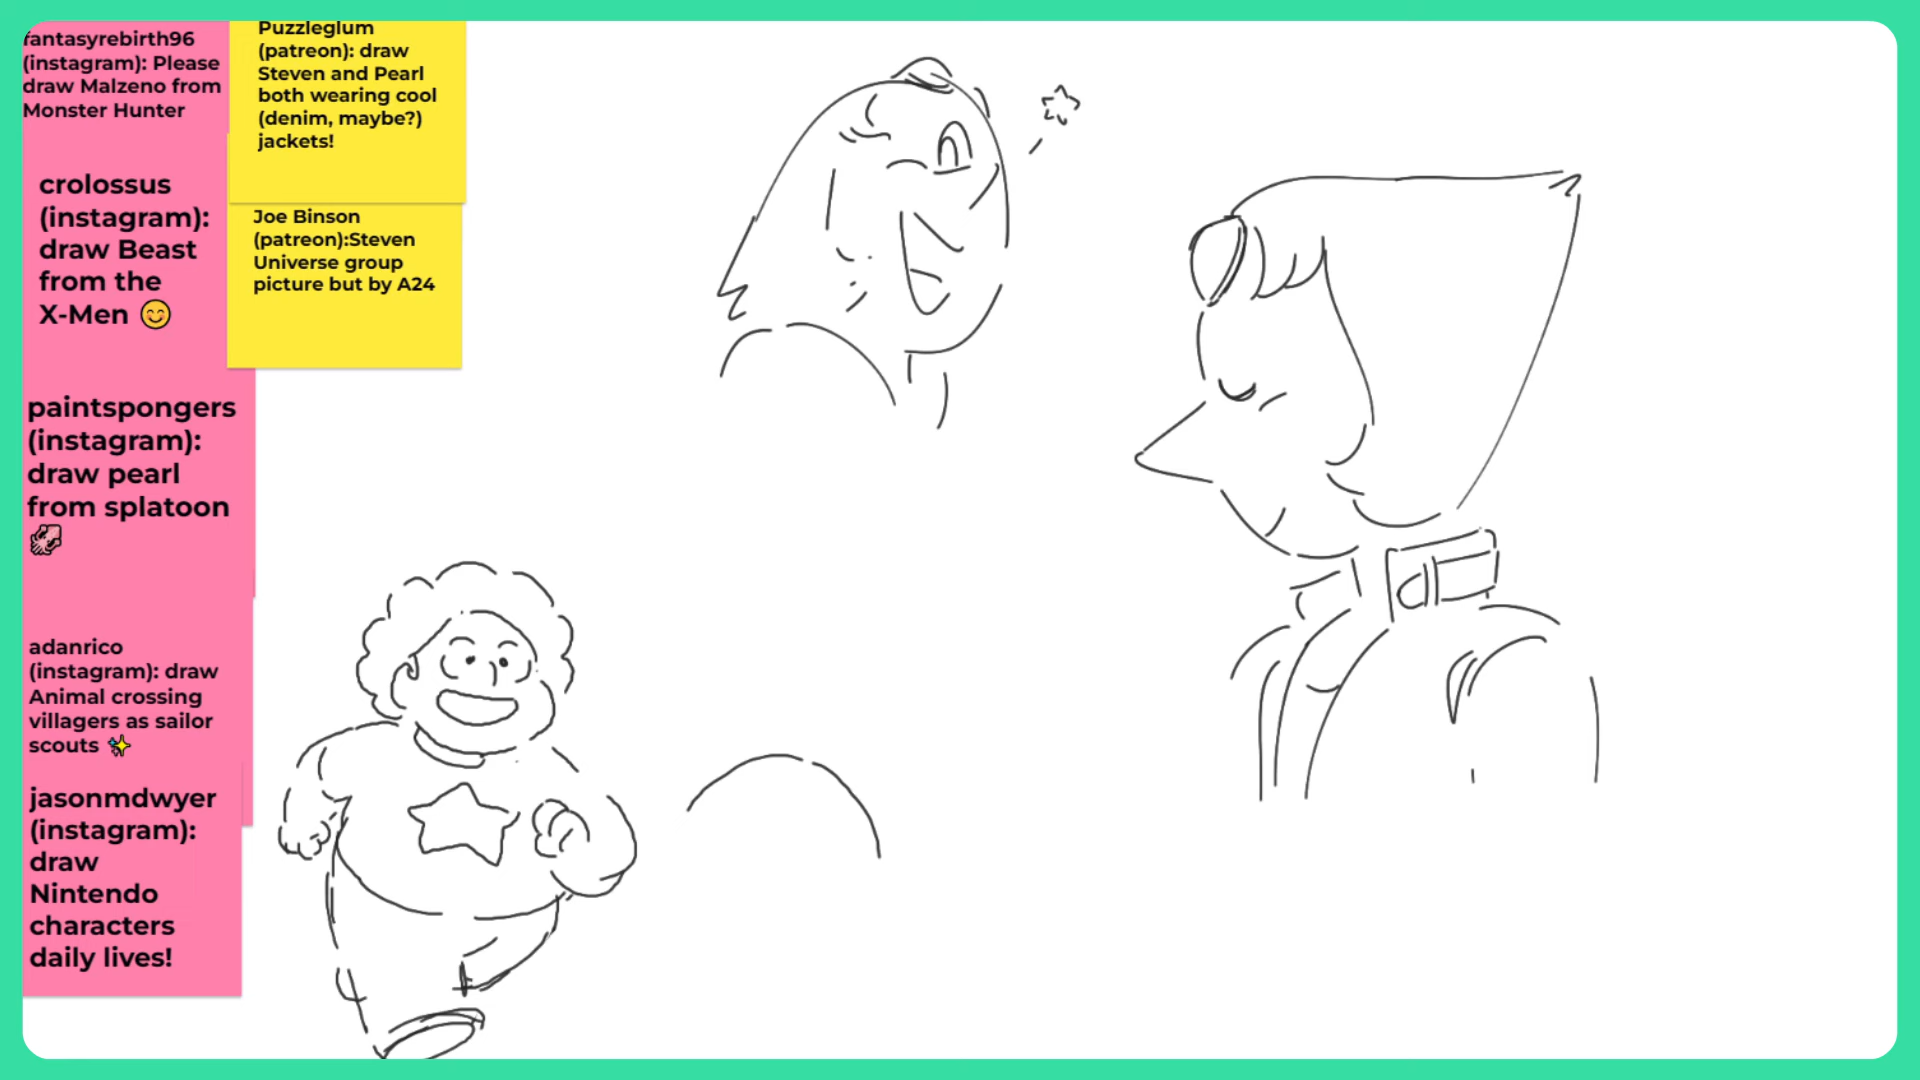 fantasyrebirth96
(instagram): Please
draw Malzeno from
Monster Hunter
crolossus
(instagram):
draw Beast
from the
X-Men 😊
paintspongers
(instagram):
draw pearl
from splatoon
🦑
adanrico
(instagram): draw
Animal crossing
villagers as sailor
scouts ✨
jasonmdwyer
(instagram):
draw
Nintendo
characters
daily lives!
Puzzleglum
(patreon): draw
Steven and Pearl
both wearing cool
(denim, maybe?)
jackets!
Joe Binson
(patreon):Steven
Universe group
picture but by A24